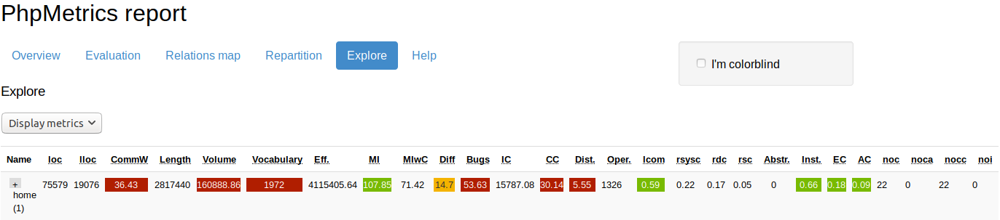 PhpMetrics report
Overview Evaluation Relations map Repartition Explore Help
I'm colorblind
Explore
Display metrics
Name loc lloc CommW Length Volume Vocabulary Eff. MI MIwC Diff Bugs IC CC Dist. Oper. lcom rsysc rdc rsc Abstr. Inst. EC AC noc noca nocc noi
+ 75579 19076 36.43 2817440 160888.86 1972 4115405.64 107.85 71.42 14.7 53.63 15787.08 30.14 5.55 1326 0.59 0.22 0.17 0.05 0 0.66 0.18 0.09 22 0 22 0
home
(1)